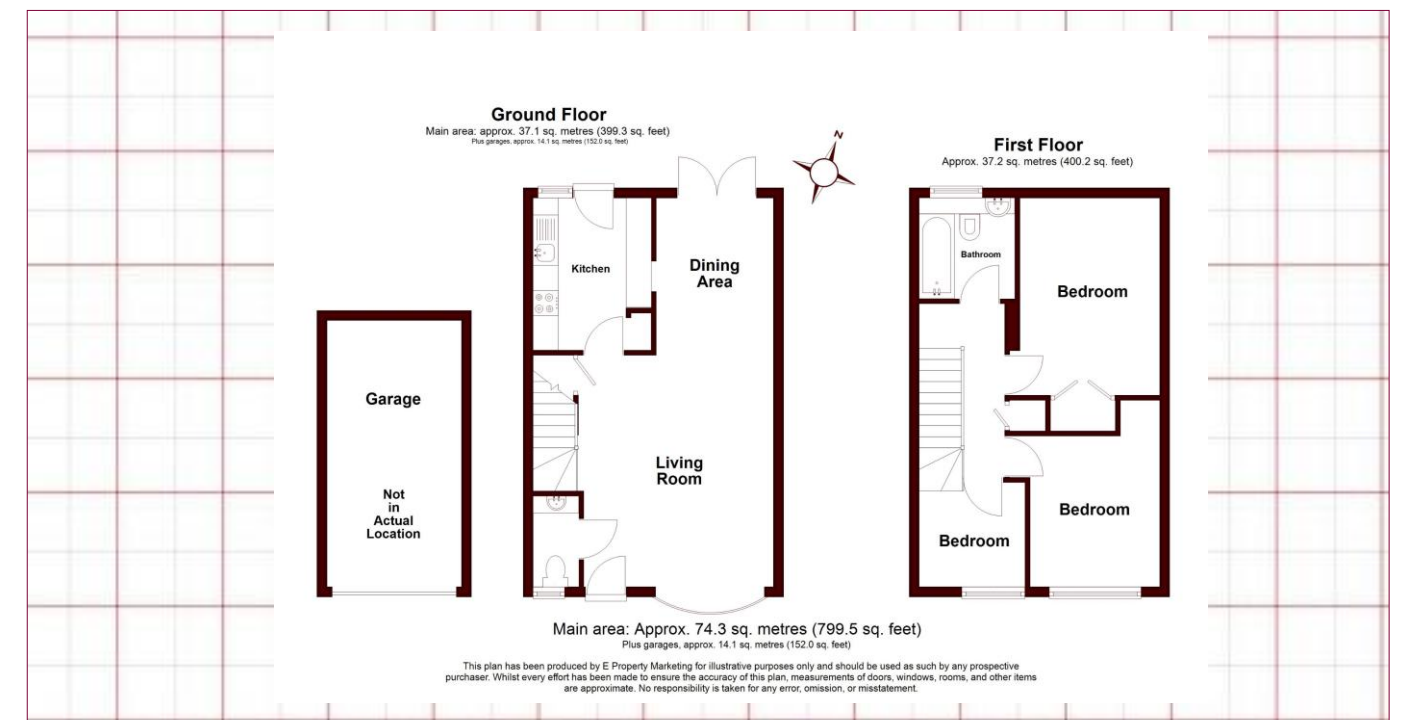 Ground Floor
Main area: approx. 37.1 sq. metres (399.3 sq. feet)
Plus garages, approx. 14.1 sq. metres (152.0 sq. feet)
N
First Floor
Approx. 37.2 sq. metres (400.2 sq. feet)
Kitchen
Dining
Area
Bathroom
Bedroom
Garage
Not
in
Actual
Location
Living
Room
Bedroom
Bedroom
Main area: Approx. 74.3 sq. metres (799.5 sq. feet)
Plus garages, approx. 14.1 sq. metres (152.0 sq. feet)
This plan has been produced by E Property Marketing for illustrative purposes only and should be used as such by any prospective
purchaser. Whilst every effort has been made to ensure the accuracy of this plan, measurements of doors, windows, rooms, and other items
are approximate. No responsibility is taken for any error, omission, or misstatement.